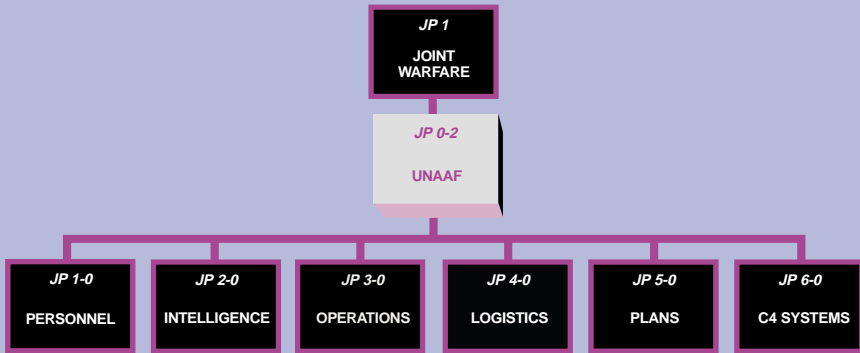 JP 1
JOINT
WARFARE
JP 0-2
UNAAF
JP 1-0
PERSONNEL
JP 2-0
INTELLIGENCE
JP 3-0
OPERATIONS
JP 4-0
LOGISTICS
JP 5-0
PLANS
JP 6-0
C4 SYSTEMS